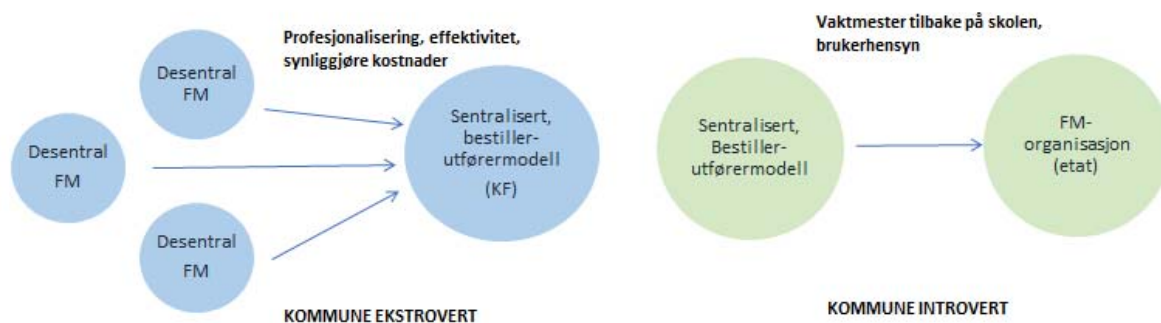 Profesjonalisering, effektivitet,
synliggjøre kostnader
Desentral
FM
Desentral
FM
Desentral
FM
Sentralisert,
bestiller-
utførermodell
(KF)
KOMMUNE EKSTROVERT
Vaktmester tilbake på skolen,
brukerhensyn
Sentralisert,
Bestiller-
utførermodell
FM-
organisasjon
(etat)
KOMMUNE INTROVERT